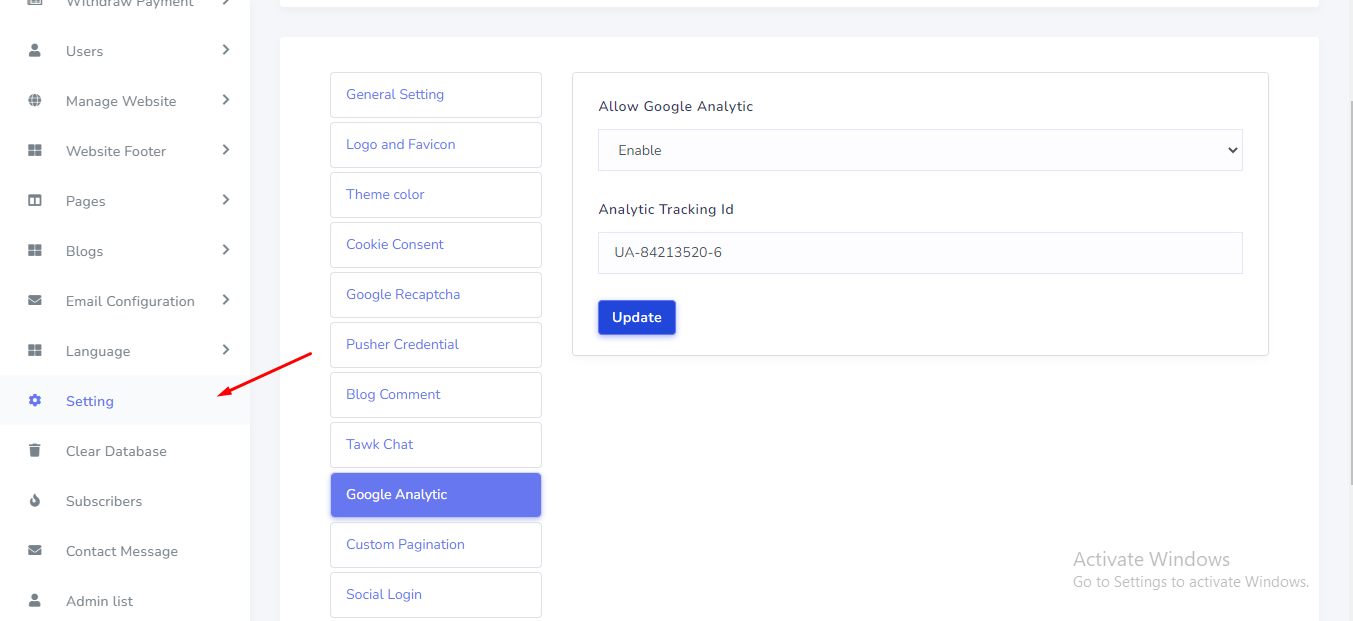 Withdraw Payment
Users
Manage Website
Website Footer
Pages
Blogs
Email Configuration
Language
Setting
Clear Database
Subscribers
Contact Message
Admin list
General Setting
Logo and Favicon
Theme color
Cookie Consent
Google Recaptcha
Pusher Credential
Blog Comment
Tawk Chat
Google Analytic
Custom Pagination
Social Login
Allow Google Analytic
Enable
Analytic Tracking Id
UA-84213520-6
Update
Activate Windows
Go to Settings to activate Windows.